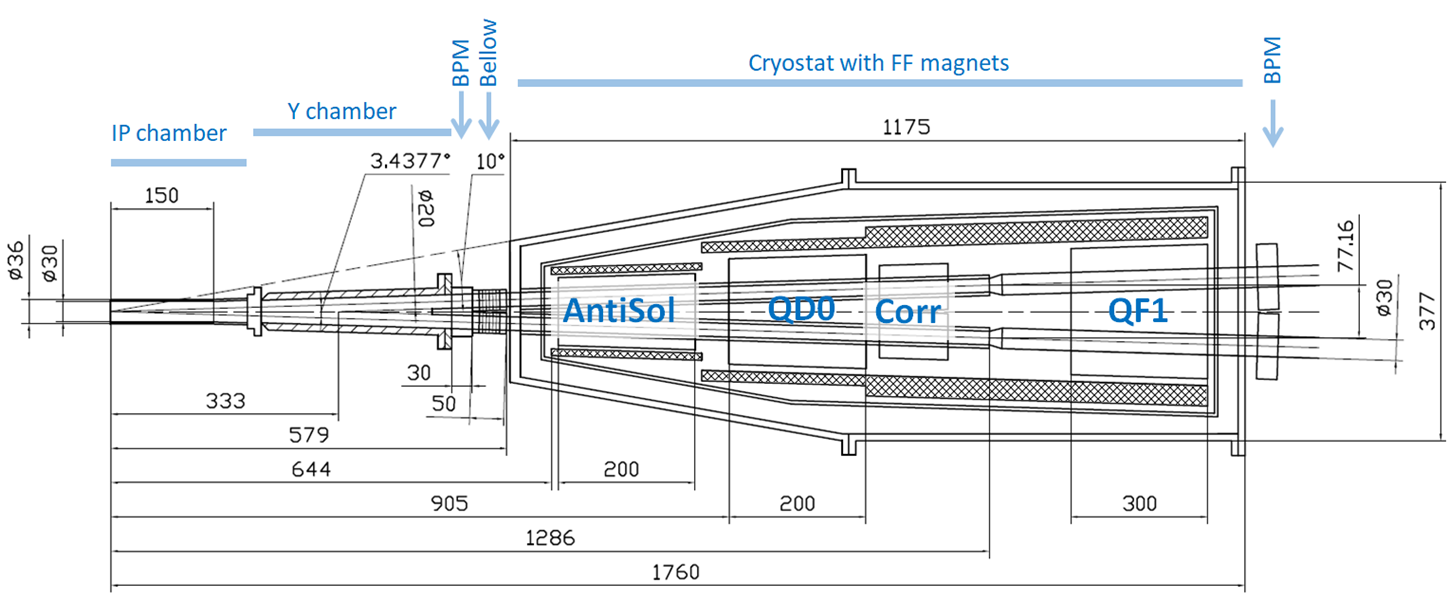 BPM
Bellow
Cryostat with FF magnets
BPM
Y chamber
IP chamber
1175
3.4377°
10°
150
ø20
ø36
ø30
77.16
ø30
377
AntiSol
QD0
Corr
QF1
30
333
50
579
644
200
905
200
300
1286
1760